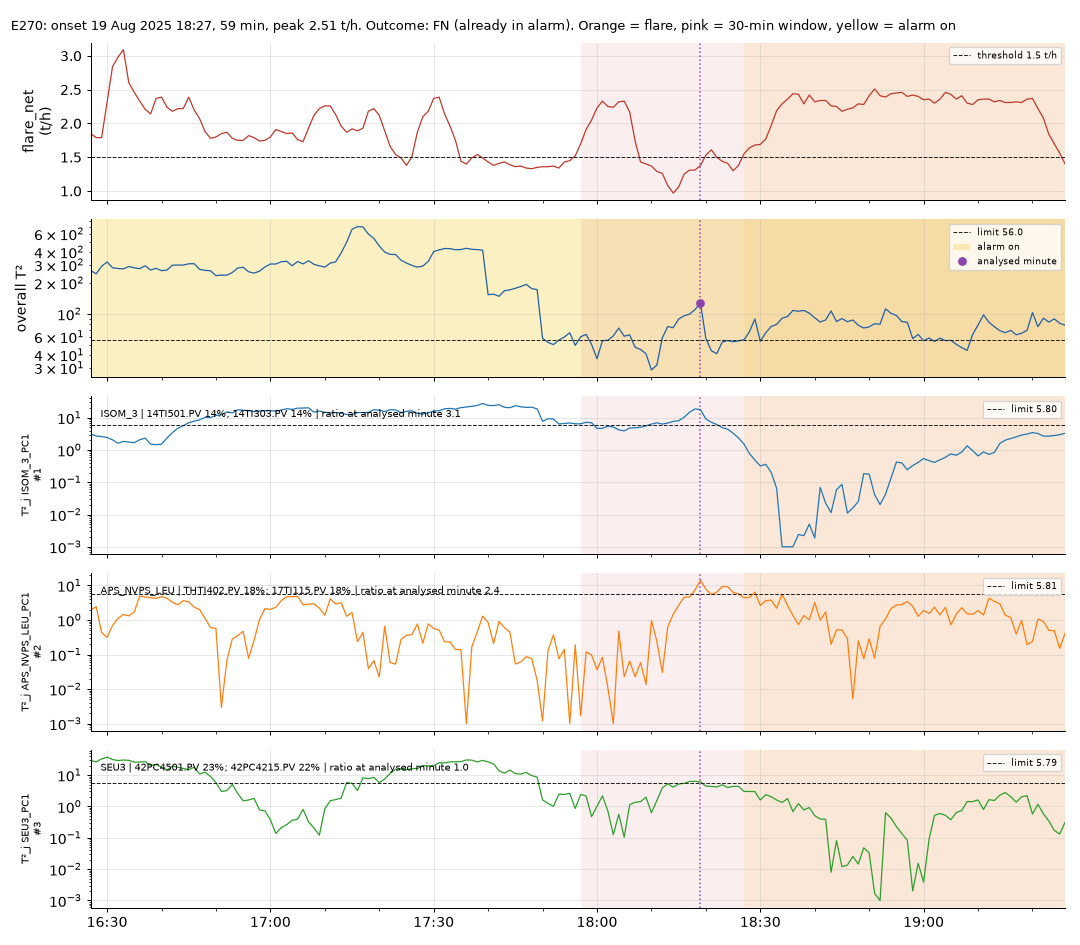 E270: onset 19 Aug 2025 18:27, 59 min, peak 2.51 t/h. Outcome: FN (already in alarm). Orange = flare, pink = 30-min window, yellow = alarm on
flare_net
(t/h)
3.0
2.5
2.0
1.5
1.0
threshold 1.5 t/h
overall T²
6 × 10²
4 × 10²
3 × 10²
2 × 10²
10²
6 × 10¹
4 × 10¹
3 × 10¹
limit 56.0
alarm on
analysed minute
T²_j ISOM_3_PC1
#1
10¹
10⁰
10⁻¹
10⁻²
10⁻³
ISOM_3 | 14TI501.PV 14%; 14TI303.PV 14% | ratio at analysed minute 3.1
limit 5.80
T²_j APS_NVPS_LEU_PC1
#2
10¹
10⁰
10⁻¹
10⁻²
10⁻³
APS_NVPS_LEU | THTI402.PV 18%; 17TI115.PV 18% | ratio at analysed minute 2.4
limit 5.81
T²_j SEU3_PC1
#3
10¹
10⁰
10⁻¹
10⁻²
10⁻³
SEU3 | 42PC4501.PV 23%; 42PC4215.PV 22% | ratio at analysed minute 1.0
limit 5.79
16:30 17:00 17:30 18:00 18:30 19:00